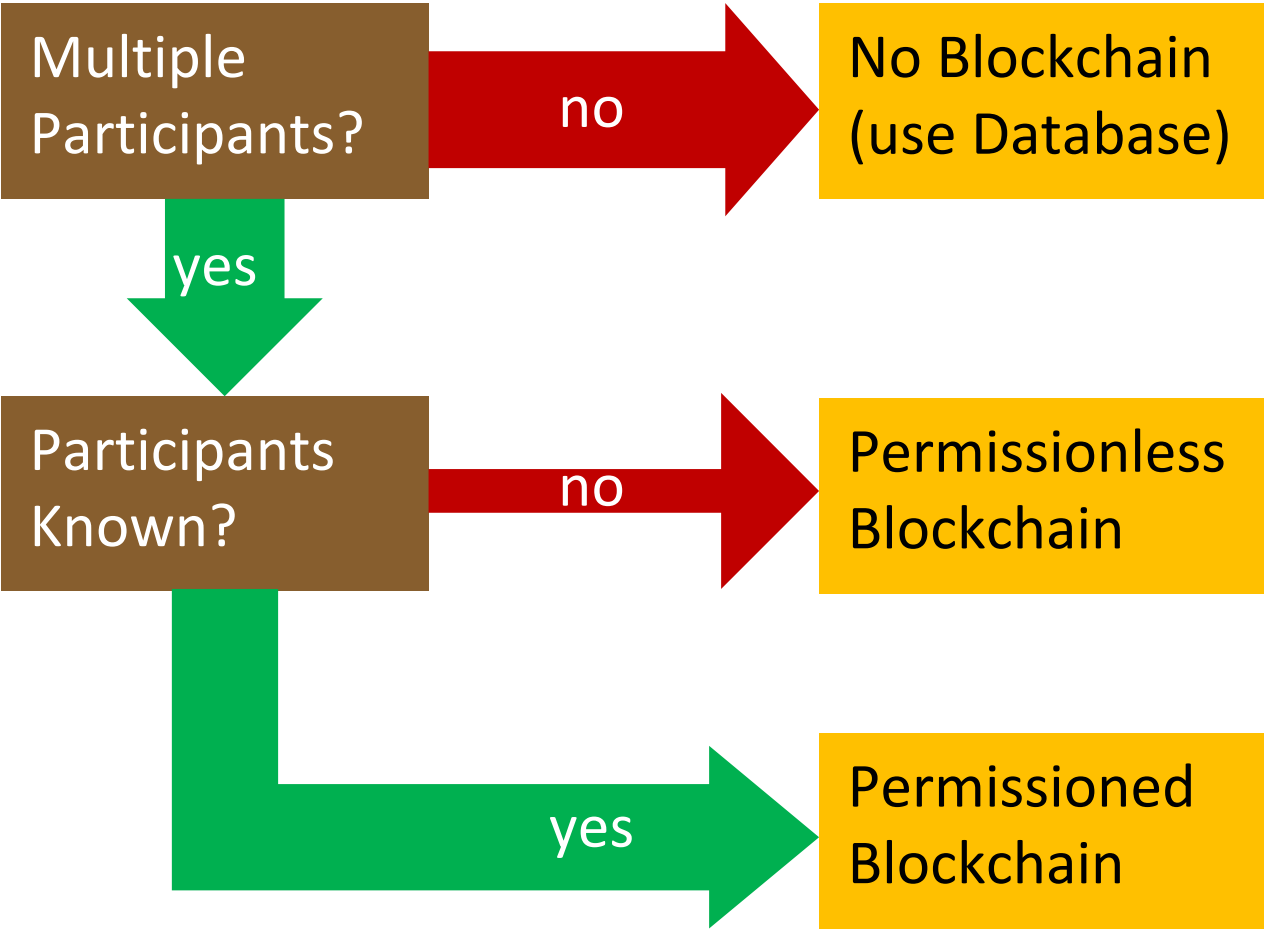 Multiple
Participants?
no
No Blockchain
(use Database)
yes
Participants
Known?
no
Permissionless
Blockchain
yes
Permissioned
Blockchain